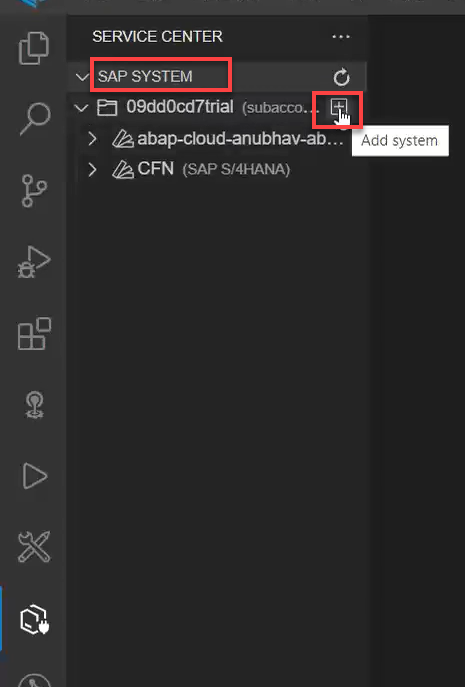 SERVICE CENTER
SAP SYSTEM
09dd0cd7trial (subacco...
Add system
abap-cloud-anubhav-ab...
CFN (SAP S/4HANA)